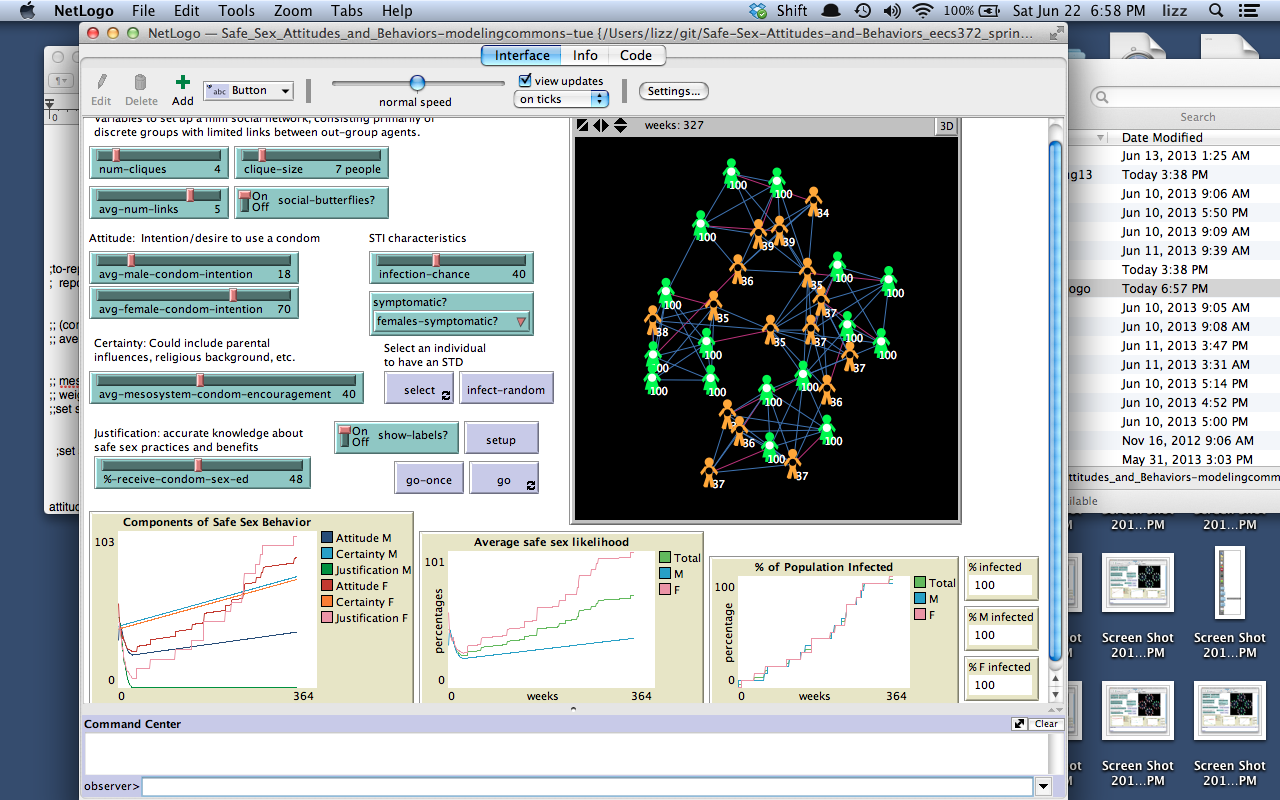 NetLogo File Edit Tools Zoom Tabs Help
Shift 100% Sat Jun 22 6:58 PM lizz
NetLogo — Safe_Sex_Attitudes_and_Behaviors-modelingcommons-tue {/Users/lizz/git/Safe-Sex-Attitudes-and-Behaviors_eecs372_sprin...
Interface Info Code
Edit Delete Add
abc Button
normal speed
view updates
on ticks
Settings...
Variables to set up a mini social network, consisting primarily of
discrete groups with limited links between out-group agents.
num-cliques 4
clique-size 7 people
avg-num-links 5
On
Off
social-butterflies?
Attitude: Intention/desire to use a condom
avg-male-condom-intention 18
avg-female-condom-intention 70
STI characteristics
infection-chance 40
symptomatic?
females-symptomatic?
Certainty: Could include parental
influences, religious background, etc.
avg-mesosystem-condom-encouragement 40
Select an individual
to have an STD
select
infect-random
Justification: accurate knowledge about
safe sex practices and benefits
%-receive-condom-sex-ed 48
On
Off
show-labels?
setup
go-once
go
weeks: 327
3D
100
100
34
100
39
39
36
100
35
100
100
35
37
38
100
35
37
100
100
100
37
100
100
100
100
36
36
100
100
37
37
Components of Safe Sex Behavior
103
0
0
364
Attitude M
Certainty M
Justification M
Attitude F
Certainty F
Justification F
Average safe sex likelihood
101
percentages
0
0
weeks
364
Total
M
F
% of Population Infected
100
percentage
0
0
weeks
364
Total
M
F
% infected
100
% M infected
100
% F infected
100
Command Center
Clear
observer>
0
;to-rep
; repo
;; (con
;; aver
;; mes
;; weig
;;set s
;set
attitud
Search
Date Modified
Jun 13, 2013 1:25 AM
ug13 Today 3:38 PM
Jun 10, 2013 9:06 AM
Jun 10, 2013 5:50 PM
Jun 10, 2013 9:09 AM
Jun 11, 2013 9:39 AM
Today 3:38 PM
logo Today 6:57 PM
Jun 10, 2013 9:05 AM
Jun 10, 2013 9:08 AM
Jun 11, 2013 3:47 PM
Jun 11, 2013 3:31 AM
Jun 10, 2013 5:14 PM
Jun 10, 2013 4:52 PM
Jun 10, 2013 5:00 PM
Nov 16, 2012 9:06 AM
May 31, 2013 3:03 PM
ttitudes_and_Behaviors-modelingcomm
ilable
Screen Shot
201...PM
Screen Shot
201...PM
Screen Shot
201...PM
Screen Shot
201...PM
Screen Shot
201...PM
Screen Shot
201...PM